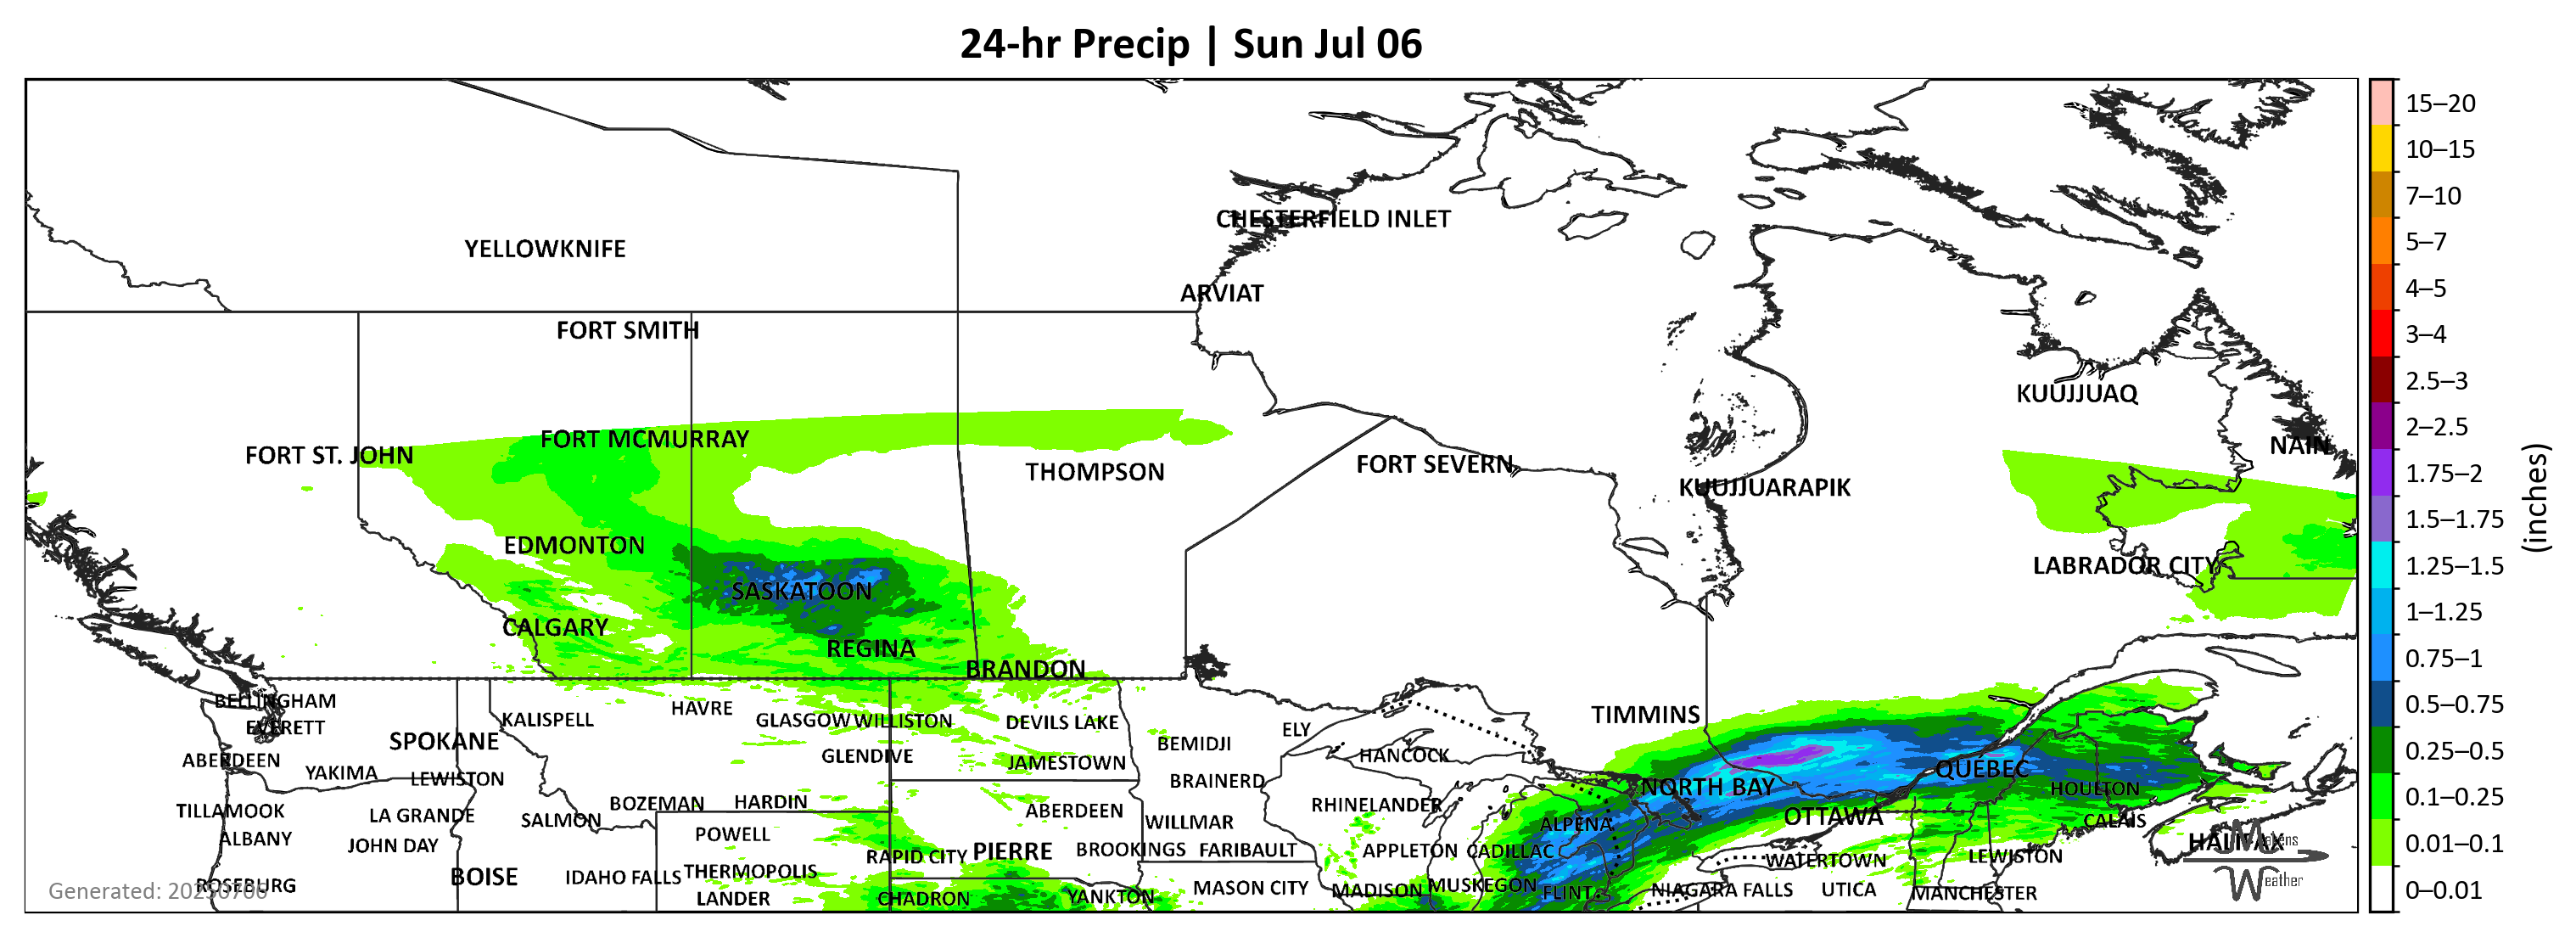 24-hr Precip | Sun Jul 06
15–20
10–15
7–10
5–7
4–5
3–4
2.5–3
2–2.5
1.75–2
1.5–1.75
1.25–1.5
1–1.25
0.75–1
0.5–0.75
0.25–0.5
0.1–0.25
0.01–0.1
0–0.01
(inches)
CHESTERFIELD INLET
YELLOWKNIFE
ARVIAT
FORT SMITH
KUUJJUAQ
FORT MCMURRAY
NAIN
FORT ST. JOHN
FORT SEVERN
THOMPSON
KUUJJUARAPIK
EDMONTON
LABRADOR CITY
SASKATOON
CALGARY
REGINA
BRANDON
BELLINGHAM
HAVRE
TIMMINS
KALISPELL
GLASGOW
WILLISTON
DEVILS LAKE
EVERETT
ELY
SPOKANE
BEMIDJI
GLENDIVE
HANCOCK
ABERDEEN
JAMESTOWN
QUÉBEC
YAKIMA
LEWISTON
BRAINERD
NORTH BAY
HOULTON
BOZEMAN
HARDIN
RHINELANDER
TILLAMOOK
LA GRANDE
ABERDEEN
SALMON
WILLMAR
OTTAWA
CALAIS
ALPENA
POWELL
ALBANY
HALIFAX
Makens
Weather
JOHN DAY
BROOKINGS
FARIBAULT
APPLETON
CADILLAC
RAPID CITY
PIERRE
LEWISTON
WATERTOWN
THERMOPOLIS
IDAHO FALLS
BOISE
ROSEBURG
MASON CITY
MADISON
MUSKEGON
FLINT
NIAGARA FALLS
UTICA
MANCHESTER
LANDER
CHADRON
YANKTON
Generated: 20250706